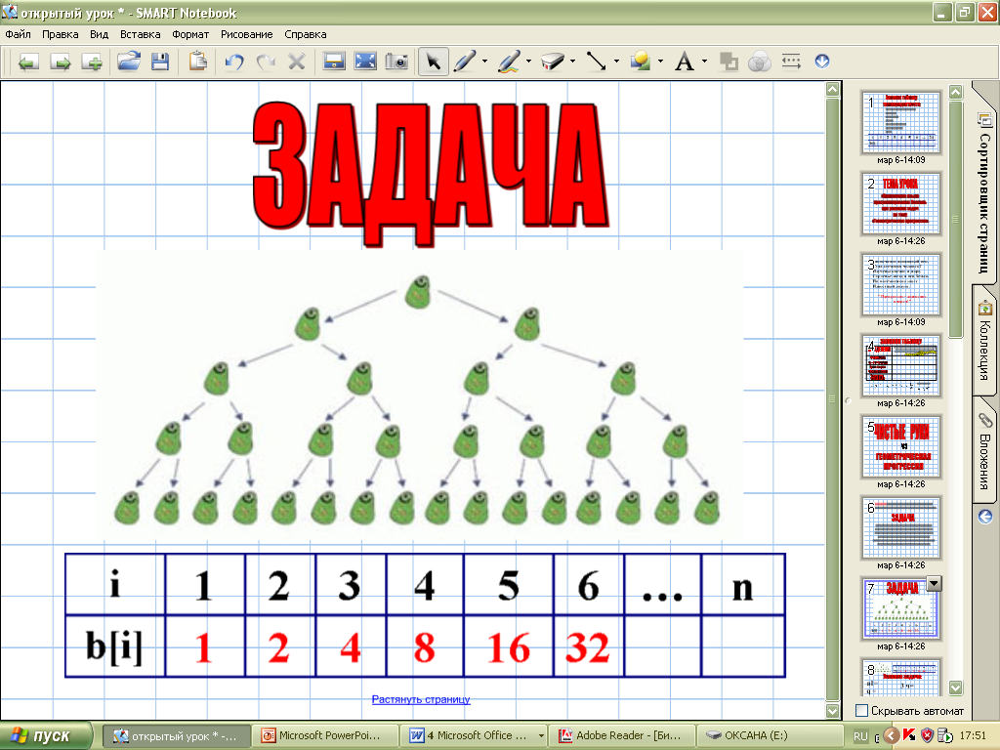 открытый урок * - SMART Notebook
Файл Правка Вид Вставка Формат Рисование Справка
ЗАДАЧА
i 1 2 3 4 5 6 ... n
b[i] 1 2 4 8 16 32
Растянуть страницу
1
мар 6-14:09
2
ТЕМА УРОКА
мар 6-14:26
3
мар 6-14:09
4
мар 6-14:26
5
ЧИСТЫЕ РУКИ
ГЕОМЕТРИЧЕСКАЯ
ПРОГРЕССИЯ
мар 6-14:26
6
ЗАДАЧА
мар 6-14:26
7
ЗАДАЧА
мар 6-14:26
8
Скрывать автомат
Сортировщик страниц
Коллекция
Вложения
пуск
открытый урок * -...
Microsoft PowerPoi...
4 Microsoft Office ...
Adobe Reader - [Би...
ОКСАНА (E:)
RU
17:51